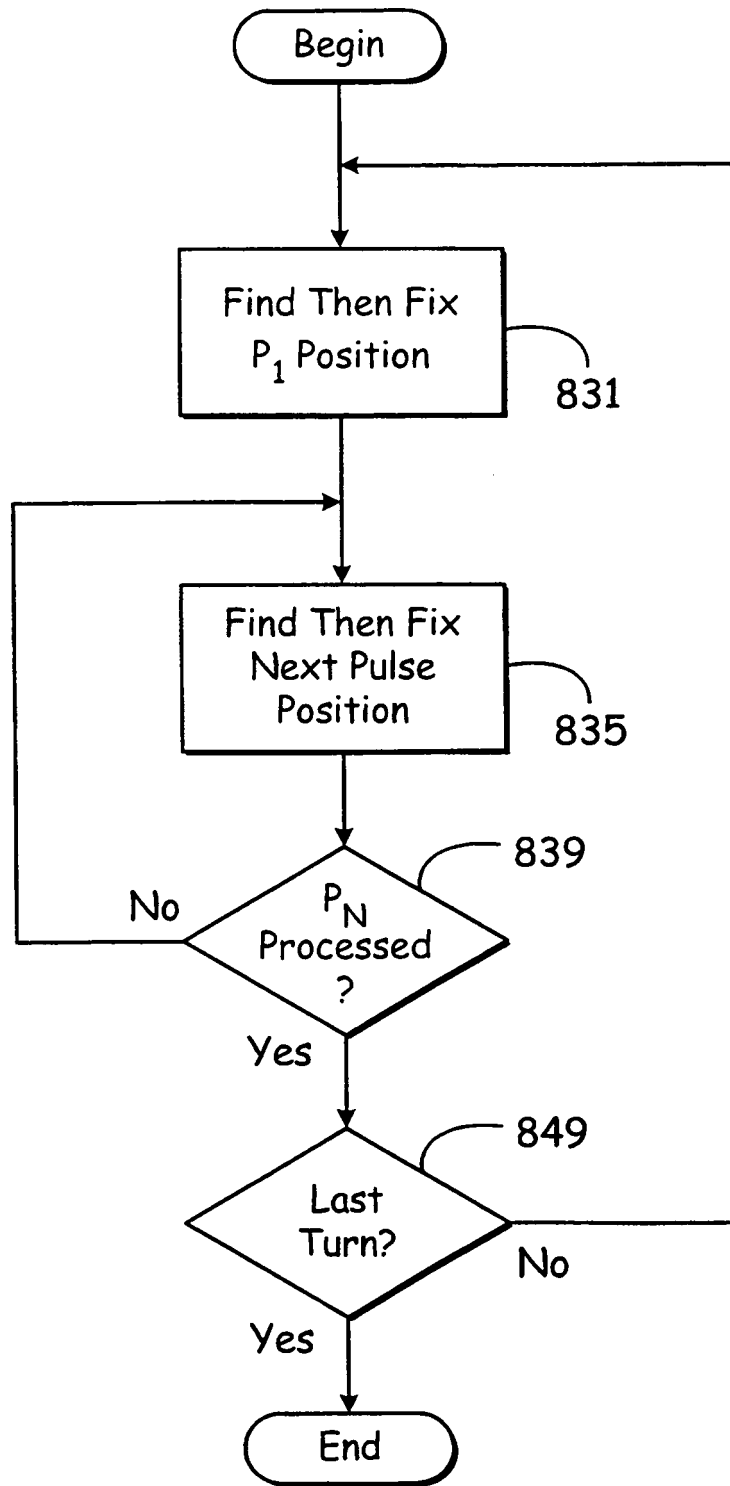 Begin
Find Then Fix
P1 Position
831
Find Then Fix
Next Pulse
Position
835
839
No
PN
Processed
?
Yes
849
Last
Turn?
No
Yes
End